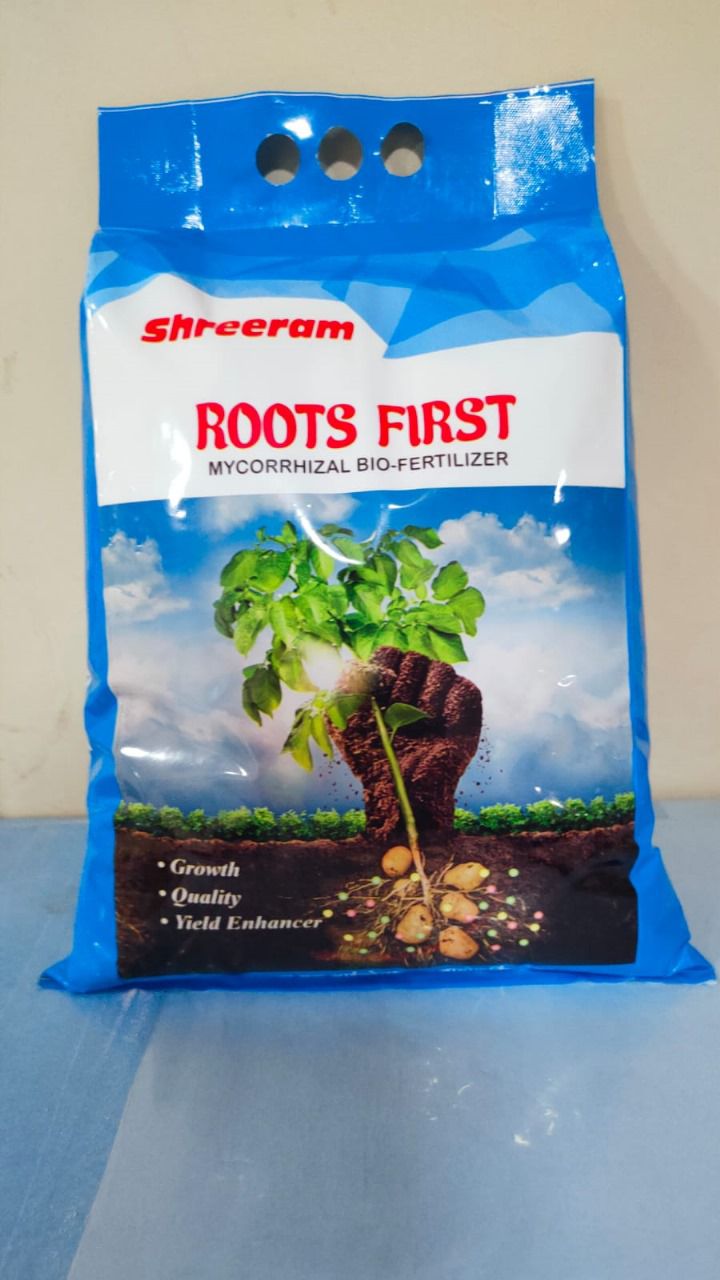 Shreeram
ROOTS FIRST
MYCORRHIZAL BIO-FERTILIZER
• Growth
• Quality
• Yield Enhancer